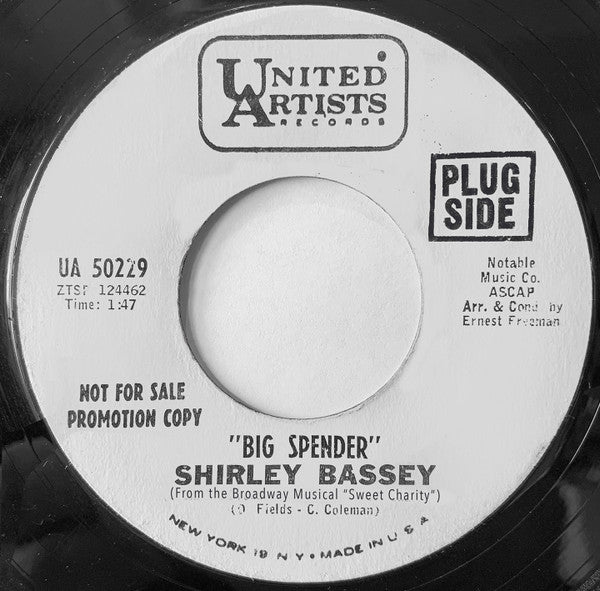 UNITED
ARTISTS
RECORDS
PLUG
SIDE
UA 50229
ZTSP 124462
Time: 1:47
Notable
Music Co.
ASCAP
Arr. & Cond by
Ernest Freeman
NOT FOR SALE
PROMOTION COPY
"BIG SPENDER"
SHIRLEY BASSEY
(From the Broadway Musical "Sweet Charity")
(D. Fields - C. Coleman)
NEW YORK 19 N Y • MADE IN U S A